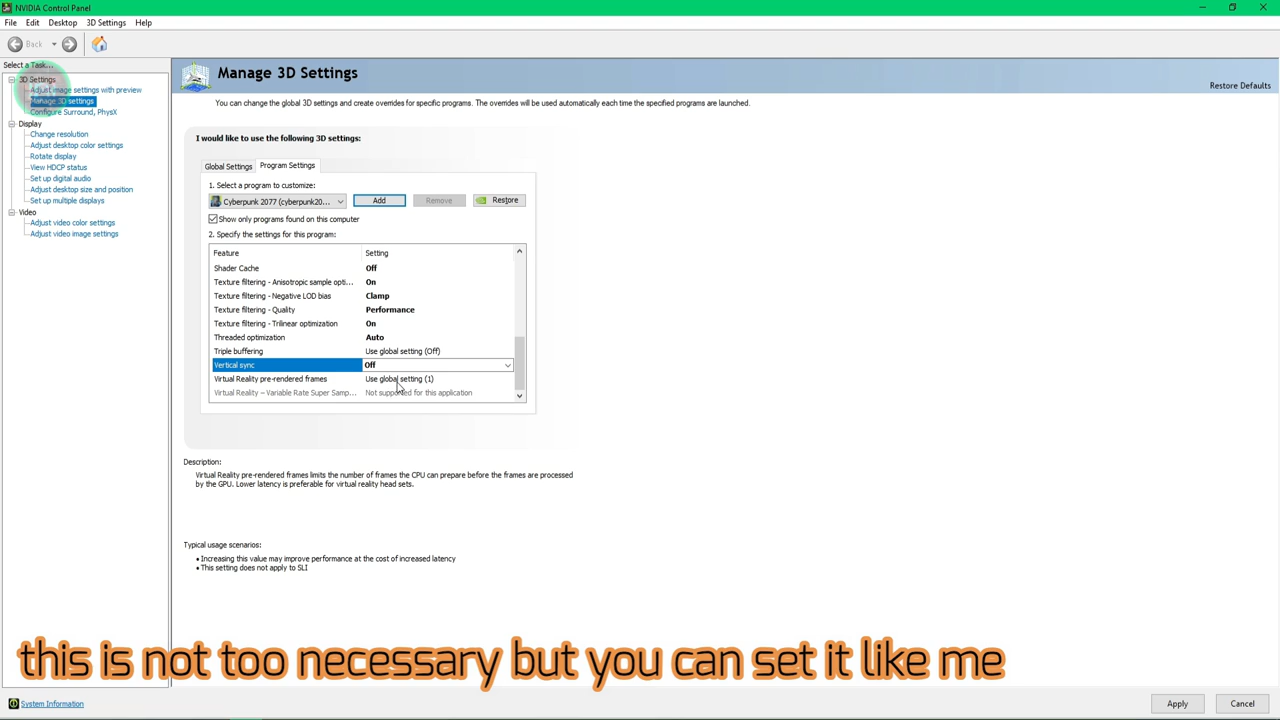 NVIDIA Control Panel
File Edit Desktop 3D Settings Help
Back
Select a Task...
3D Settings
Adjust image settings with preview
Manage 3D settings
Configure Surround, PhysX
Display
Change resolution
Adjust desktop color settings
Rotate display
View HDCP status
Set up digital audio
Adjust desktop size and position
Set up multiple displays
Video
Adjust video color settings
Adjust video image settings
Manage 3D Settings
Restore Defaults
You can change the global 3D settings and create overrides for specific programs. The overrides will be used automatically each time the specified programs are launched.
I would like to use the following 3D settings:
Global Settings Program Settings
1. Select a program to customize:
Cyberpunk 2077 (cyberpunk20... Add Remove Restore
Show only programs found on this computer
2. Specify the settings for this program:
Feature Setting
Shader Cache Off
Texture filtering - Anisotropic sample opti... On
Texture filtering - Negative LOD bias Clamp
Texture filtering - Quality Performance
Texture filtering - Trilinear optimization On
Threaded optimization Auto
Triple buffering Use global setting (Off)
Vertical sync Off
Virtual Reality pre-rendered frames Use global setting (1)
Virtual Reality – Variable Rate Super Samp... Not supported for this application
Description:
Virtual Reality pre-rendered frames limits the number of frames the CPU can prepare before the frames are processed
by the GPU. Lower latency is preferable for virtual reality head sets.
Typical usage scenarios:
• Increasing this value may improve performance at the cost of increased latency
• This setting does not apply to SLI
this is not too necessary but you can set it like me
System Information
Apply Cancel